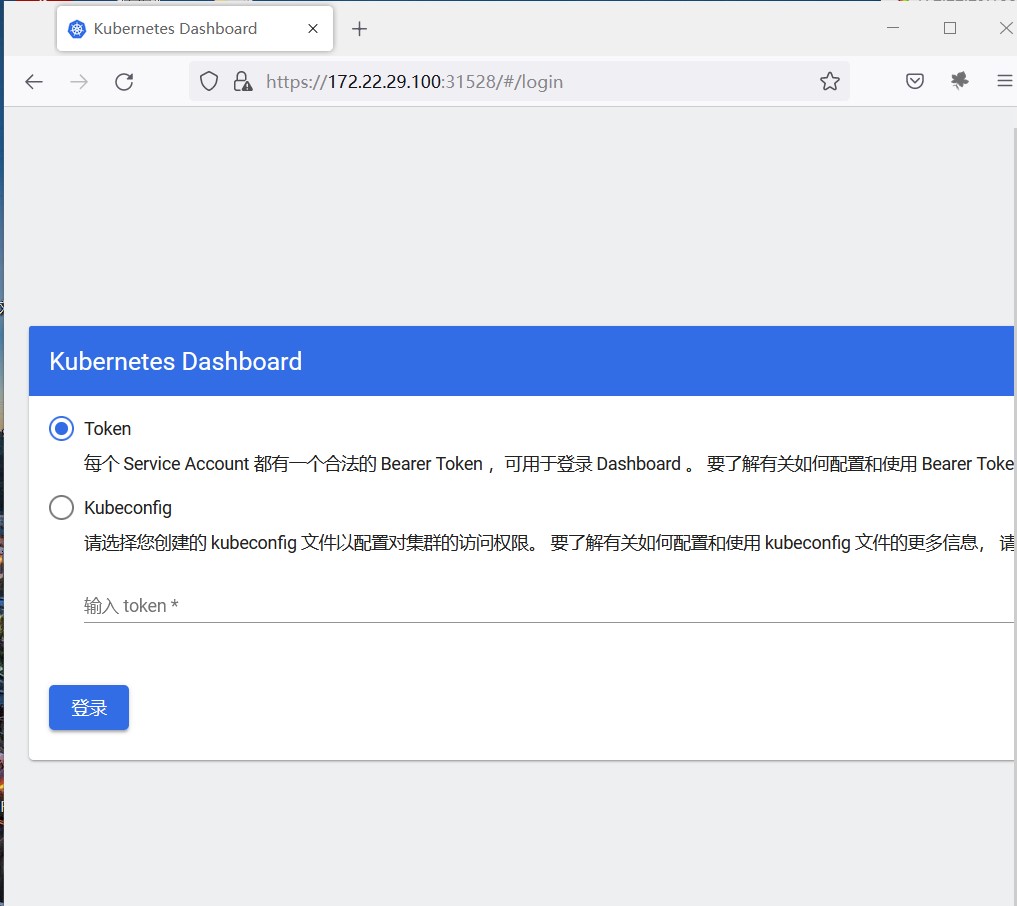 Kubernetes Dashboard
https://172.22.29.100:31528/#/login
Kubernetes Dashboard
Token
每个 Service Account 都有一个合法的 Bearer Token ，可用于登录 Dashboard 。 要了解有关如何配置和使用 Bearer Toke
Kubeconfig
请选择您创建的 kubeconfig 文件以配置对集群的访问权限。 要了解有关如何配置和使用 kubeconfig 文件的更多信息， 请
输入 token *
登录